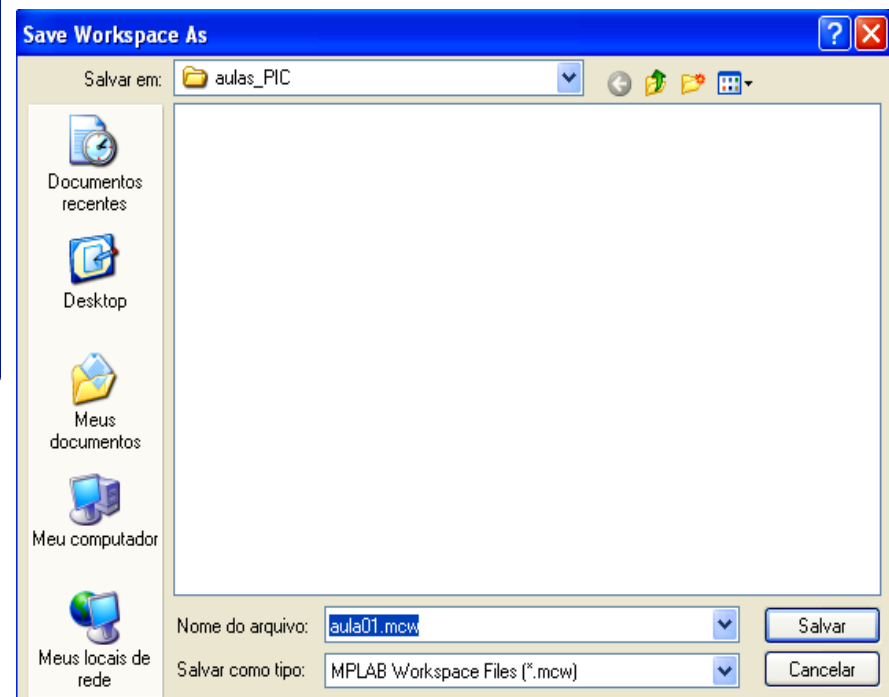 Save Workspace As
Salvar em:
aulas_PIC
Documentos
recentes
Desktop
Meus
documentos
Meu computador
Meus locais de
rede
Nome do arquivo:
aula01.mcw
Salvar
Salvar como tipo:
MPLAB Workspace Files (*.mcw)
Cancelar